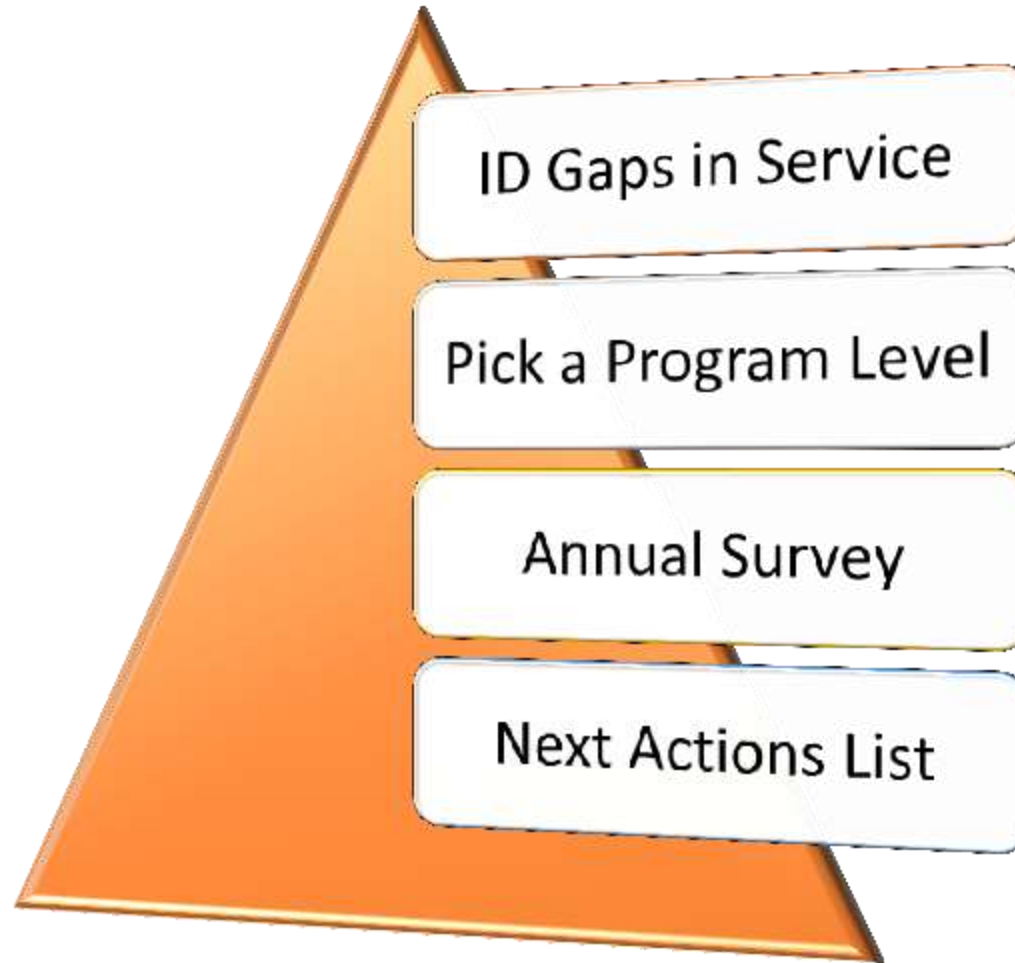 ID Gaps in Service
Pick a Program Level
Annual Survey
Next Actions List